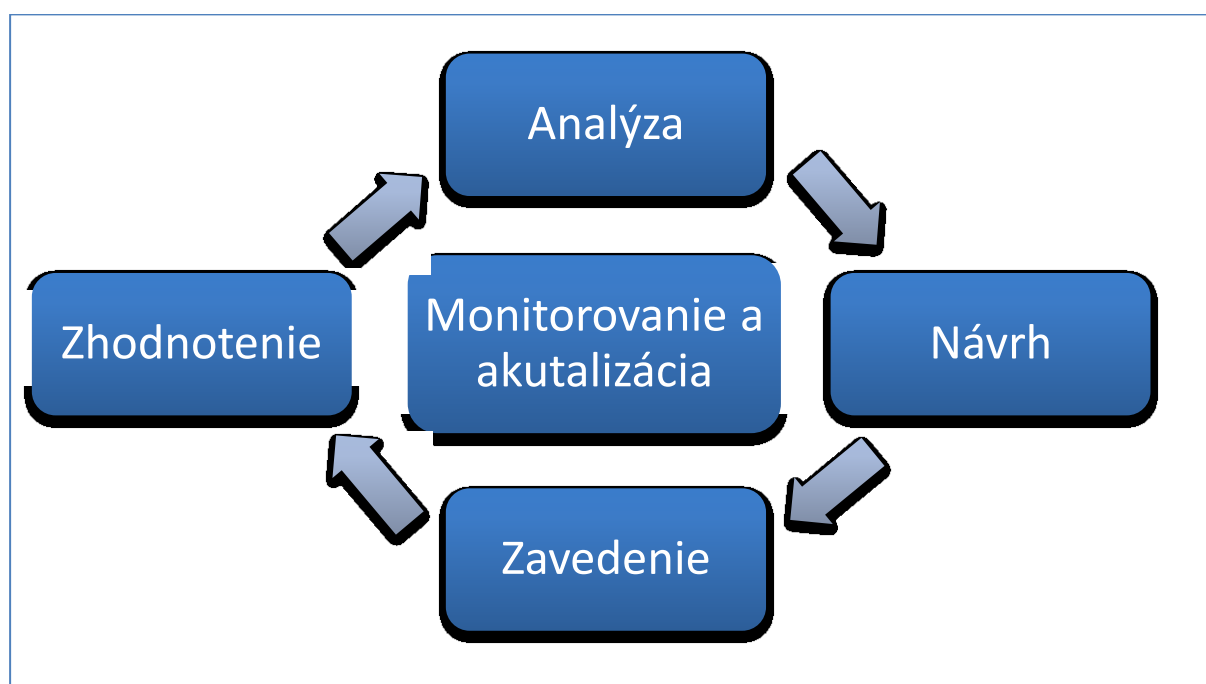 Analýza
Zhodnotenie
Monitorovanie a
akutalizácia
Návrh
Zavedenie